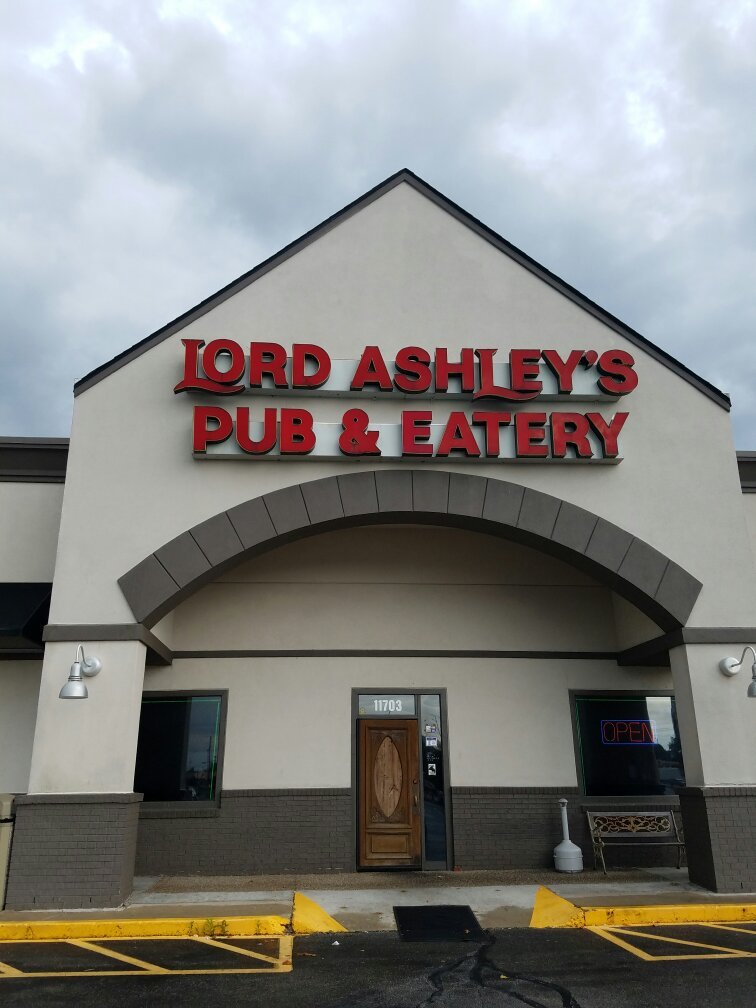 LORD ASHLEY'S
PUB & EATERY
11703
OPEN